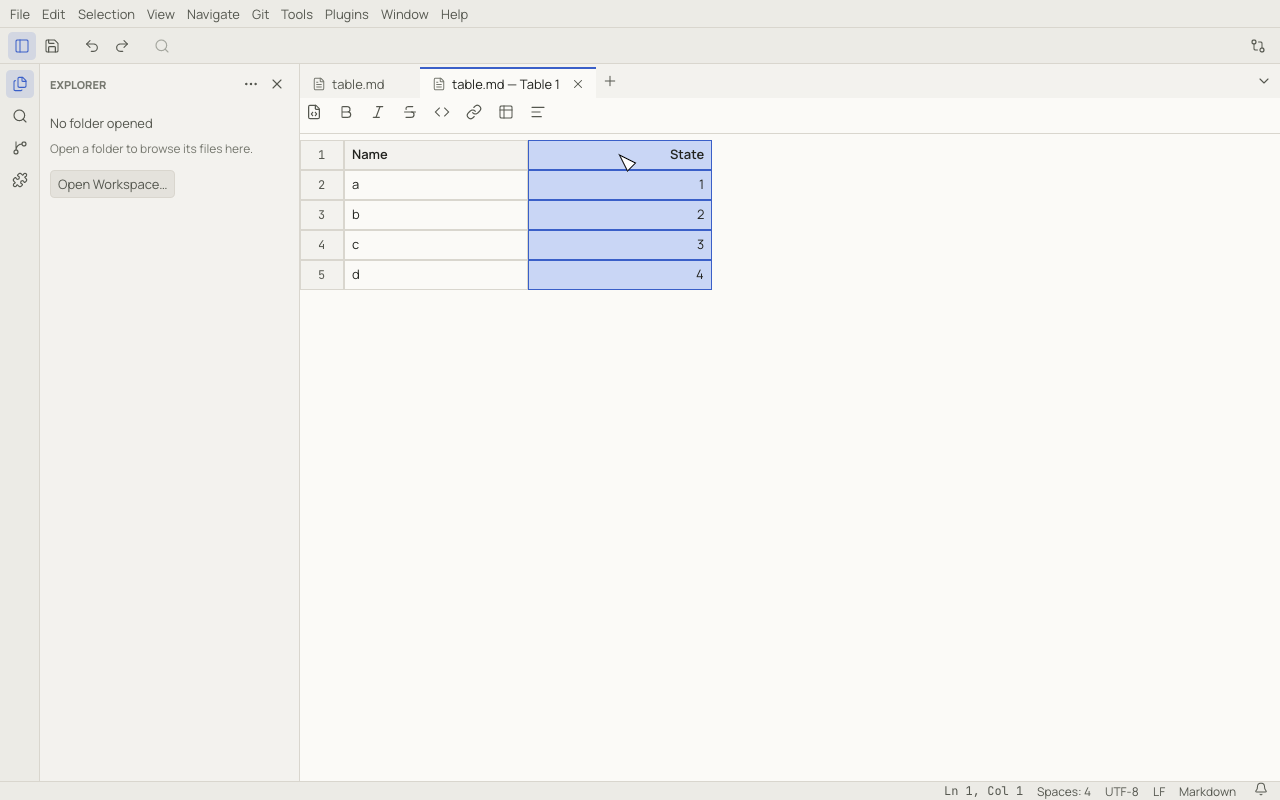 File Edit Selection View Navigate Git Tools Plugins Window Help
EXPLORER
No folder opened
Open a folder to browse its files here.
Open Workspace...
table.md
table.md — Table 1
1 Name State
2 a 1
3 b 2
4 c 3
5 d 4
Ln 1, Col 1 Spaces: 4 UTF-8 LF Markdown